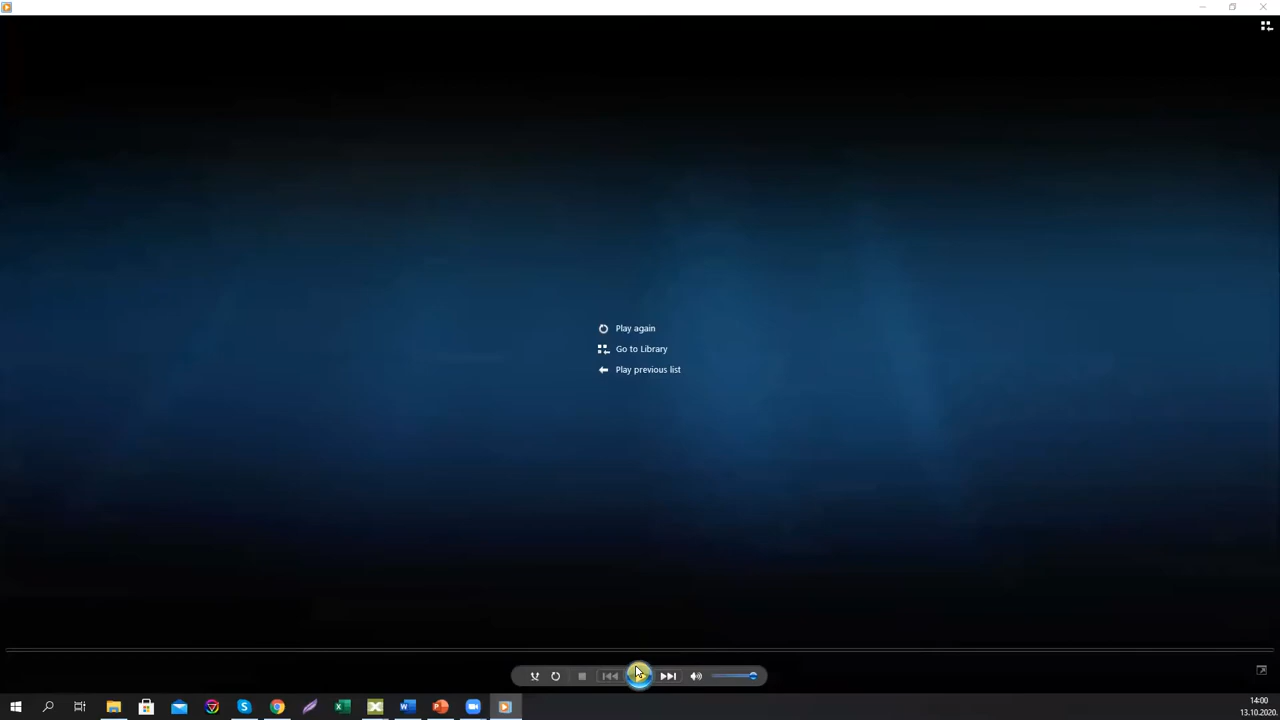 Play again
Go to Library
Play previous list
14:00
13.10.2020.